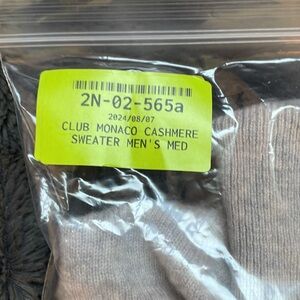 2N-02-565a
2024/08/07
CLUB MONACO CASHMERE
SWEATER MEN'S MED